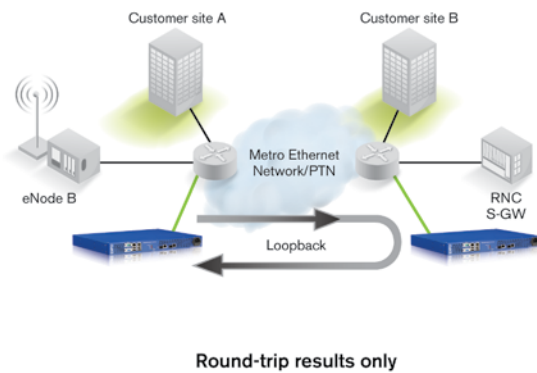 Customer site A
Customer site B
Metro Ethernet
Network/PTN
eNode B
RNC
S-GW
Loopback
Round-trip results only